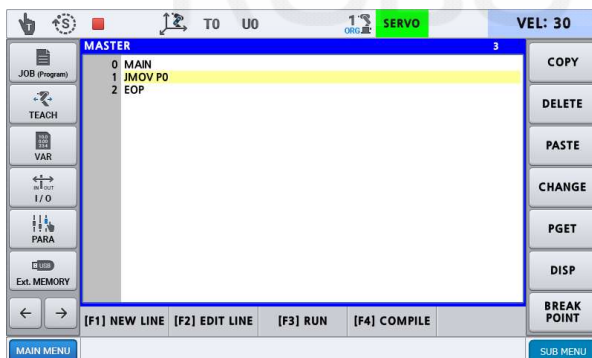 T0 U0 1 ORG SERVO VEL: 30
JOB (Program)
TEACH
VAR
IN OUT
I / O
PARA
USB
Ext. MEMORY
MASTER 3
0 MAIN
1 JMOV P0
2 EOP
COPY
DELETE
PASTE
CHANGE
PGET
DISP
BREAK
POINT
[F1] NEW LINE [F2] EDIT LINE [F3] RUN [F4] COMPILE
MAIN MENU
SUB MENU